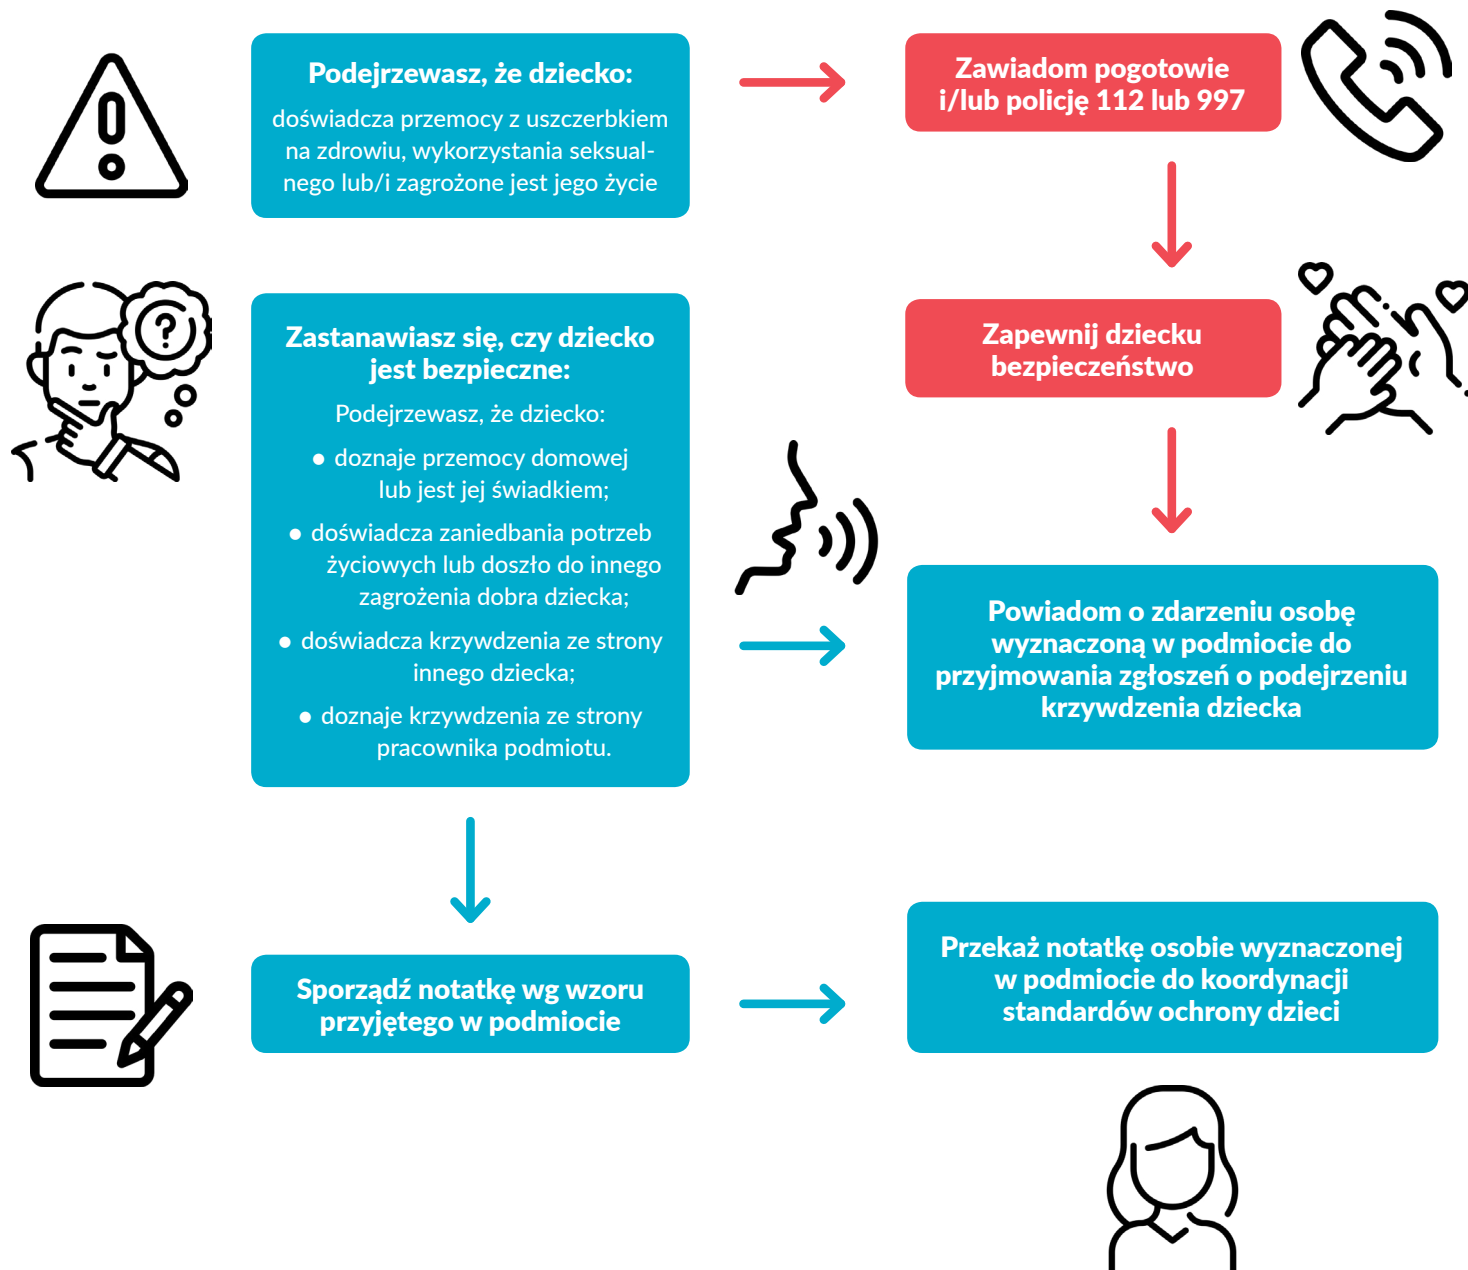 Podejrzewasz, że dziecko:
doświadcza przemocy z uszczerbkiem
na zdrowiu, wykorzystania seksual-
nego lub/i zagrożone jest jego życie
Zawiadom pogotowie
i/lub policję 112 lub 997
Zapewnij dziecku
bezpieczeństwo
Zastanawiasz się, czy dziecko
jest bezpieczne:
Podejrzewasz, że dziecko:
● doznaje przemocy domowej
lub jest jej świadkiem;
● doświadcza zaniedbania potrzeb
życiowych lub doszło do innego
zagrożenia dobra dziecka;
● doświadcza krzywdzenia ze strony
innego dziecka;
● doznaje krzywdzenia ze strony
pracownika podmiotu.
Powiadom o zdarzeniu osobę
wyznaczoną w podmiocie do
przyjmowania zgłoszeń o podejrzeniu
krzywdzenia dziecka
Sporządź notatkę wg wzoru
przyjętego w podmiocie
Przekaż notatkę osobie wyznaczonej
w podmiocie do koordynacji
standardów ochrony dzieci